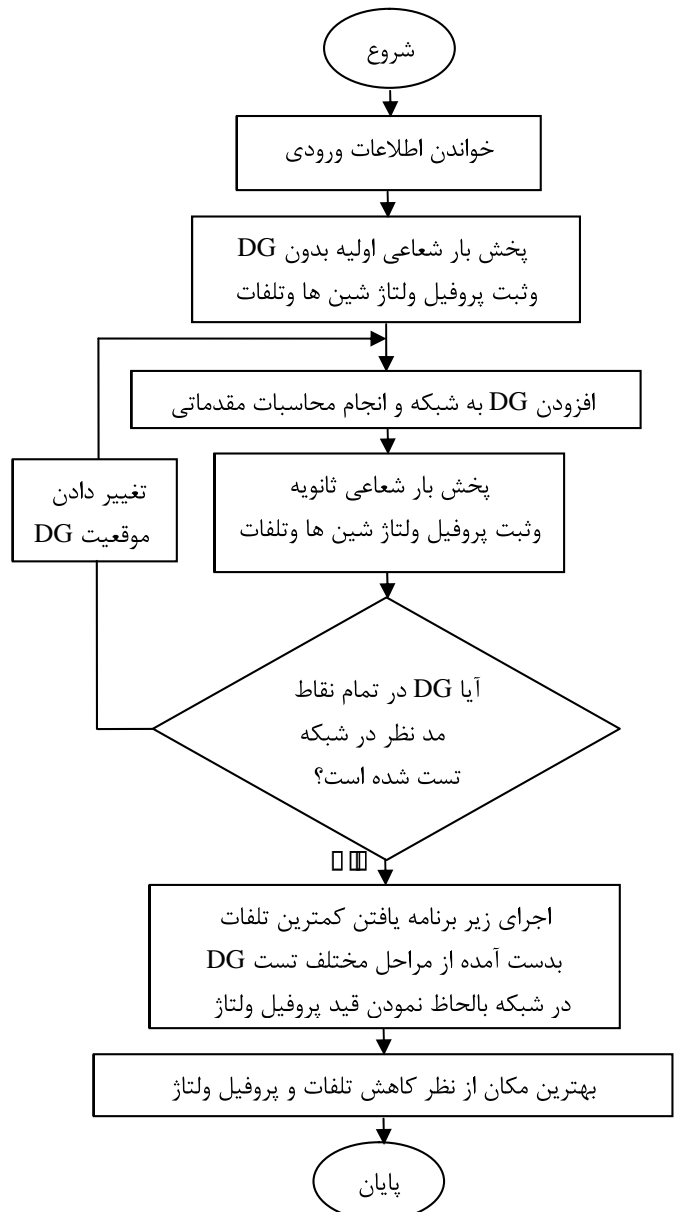 شروع
خواندن اطلاعات ورودی
پخش بار شعاعی اولیه بدون DG
وثبت پروفیل ولتاژ شین ها وتلفات
افزودن DG به شبکه و انجام محاسبات مقدماتی
پخش بار شعاعی ثانویه
وثبت پروفیل ولتاژ شین ها وتلفات
تغییر دادن
موقعیت DG
آیا DG در تمام نقاط
مد نظر در شبکه
تست شده است؟
اجرای زیر برنامه یافتن کمترین تلفات
بدست آمده از مراحل مختلف تست DG
در شبکه بالحاظ نمودن قید پروفیل ولتاژ
بهترین مکان از نظر کاهش تلفات و پروفیل ولتاژ
پایان